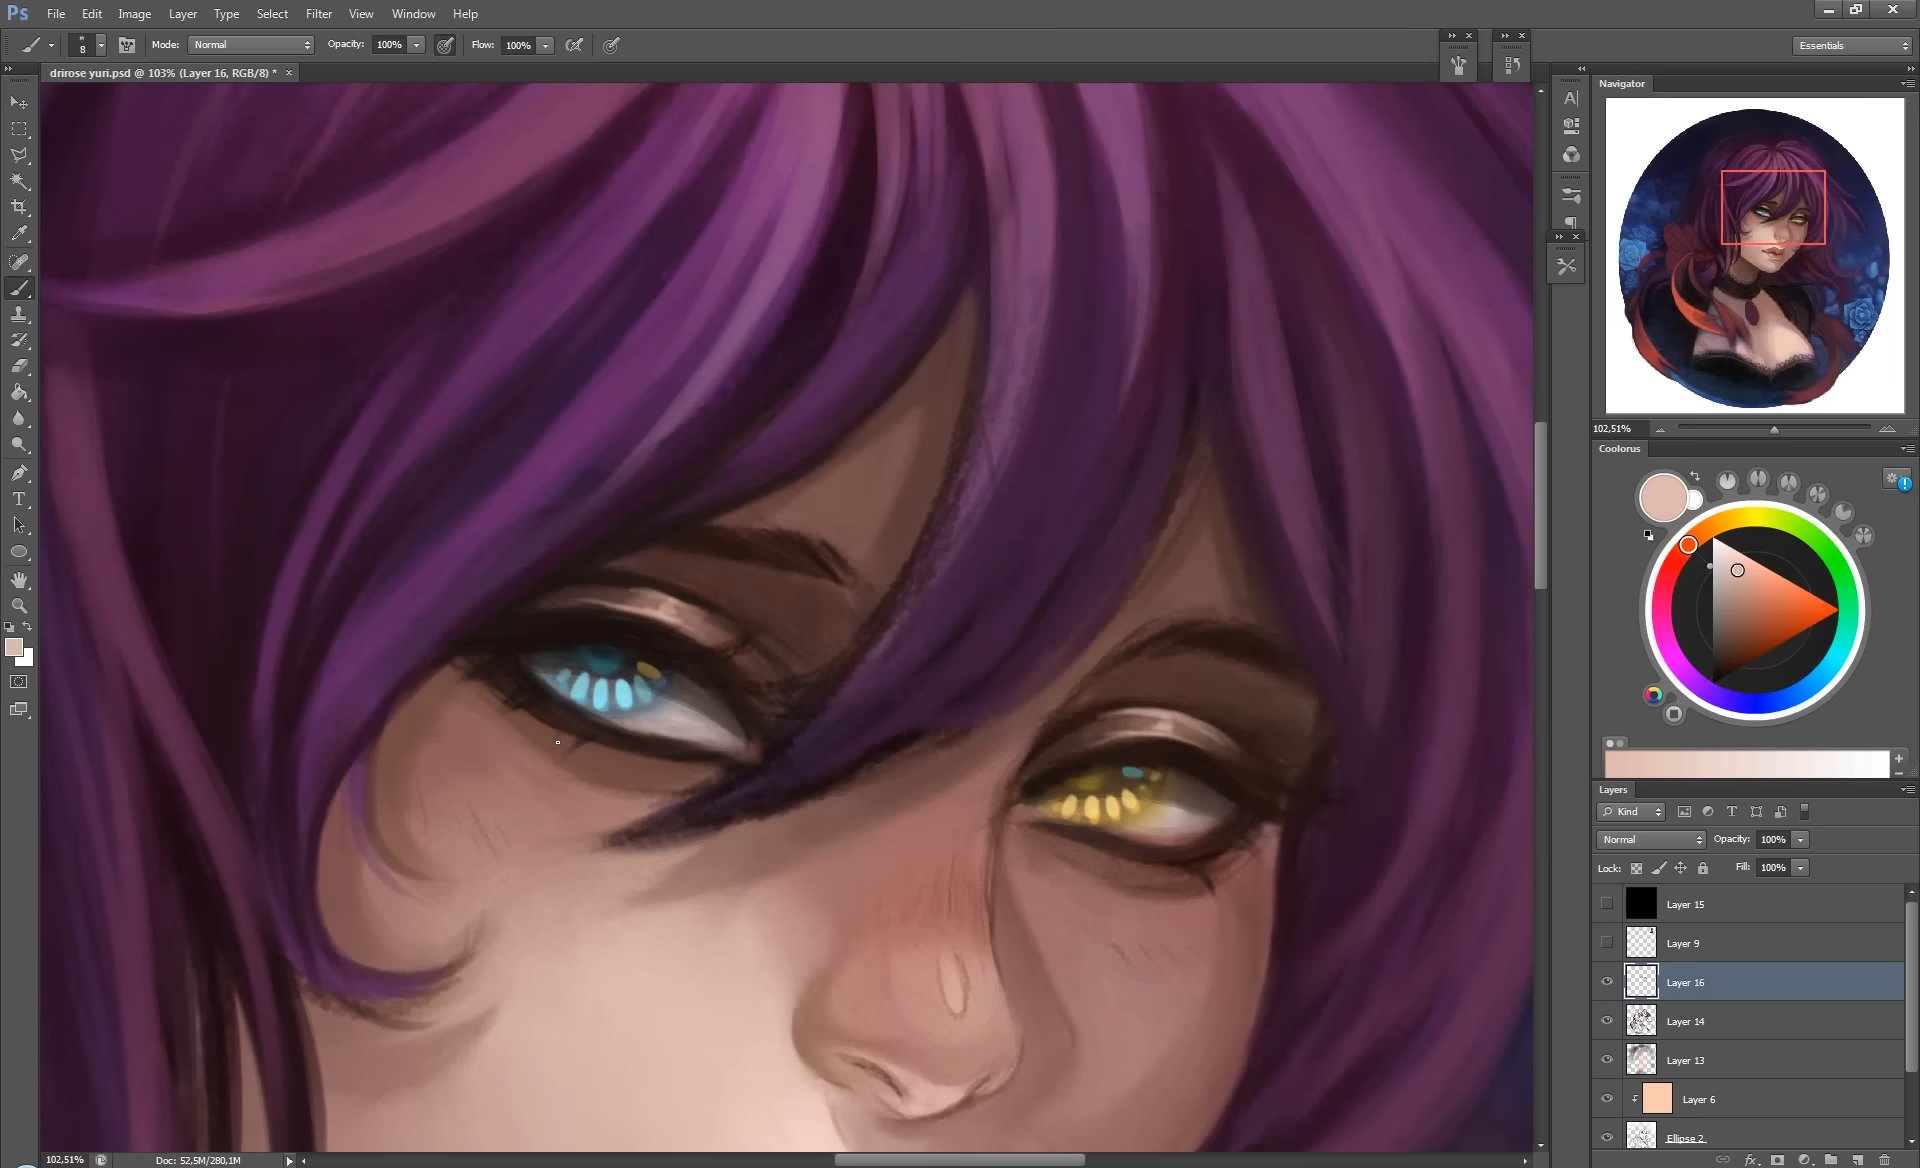 Ps File Edit Image Layer Type Select Filter View Window Help
8 Mode: Normal Opacity: 100% Flow: 100% Essentials
drirose yuri.psd @ 103% (Layer 16, RGB/8) *
Navigator
102,51%
Coolorus
Layers
Kind
Normal Opacity: 100%
Lock: Fill: 100%
Layer 15
Layer 9
Layer 16
Layer 14
Layer 13
Layer 6
Ellipse 2
102,51% Doc: 52,5M/280,1M